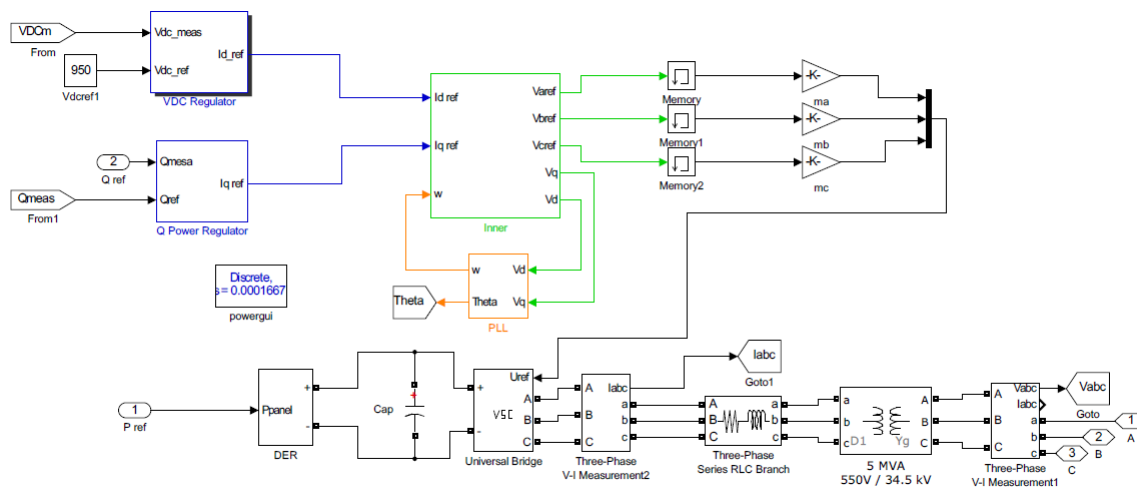 VDCm
From
950
Vdcref1
Vdc_meas
Vdc_ref
Id_ref
VDC Regulator
2
Q ref
Qmeas
From1
Qmesa
Qref
Iq ref
Q Power Regulator
Id ref
Iq ref
w
Varef
Vbref
Vcref
Vq
Vd
Inner
Memory
Memory1
Memory2
-K-
ma
-K-
mb
-K-
mc
Discrete,
s = 0.0001667
powergui
w
Theta
Vd
Vq
PLL
Theta
1
P ref
Ppanel
+
-
DER
Cap
+
+
-
Uref
VSC
A
B
C
Universal Bridge
A
B
C
Iabc
a
b
c
Three-Phase
V-I Measurement2
Iabc
Goto1
A
B
C
a
b
c
Three-Phase
Series RLC Branch
a
b
c
D1
Yg
A
B
C
5 MVA
550V / 34.5 kV
A
B
C
Vabc
Iabc
a
b
c
Three-Phase
V-I Measurement1
Vabc
Goto
1
A
2
B
3
C